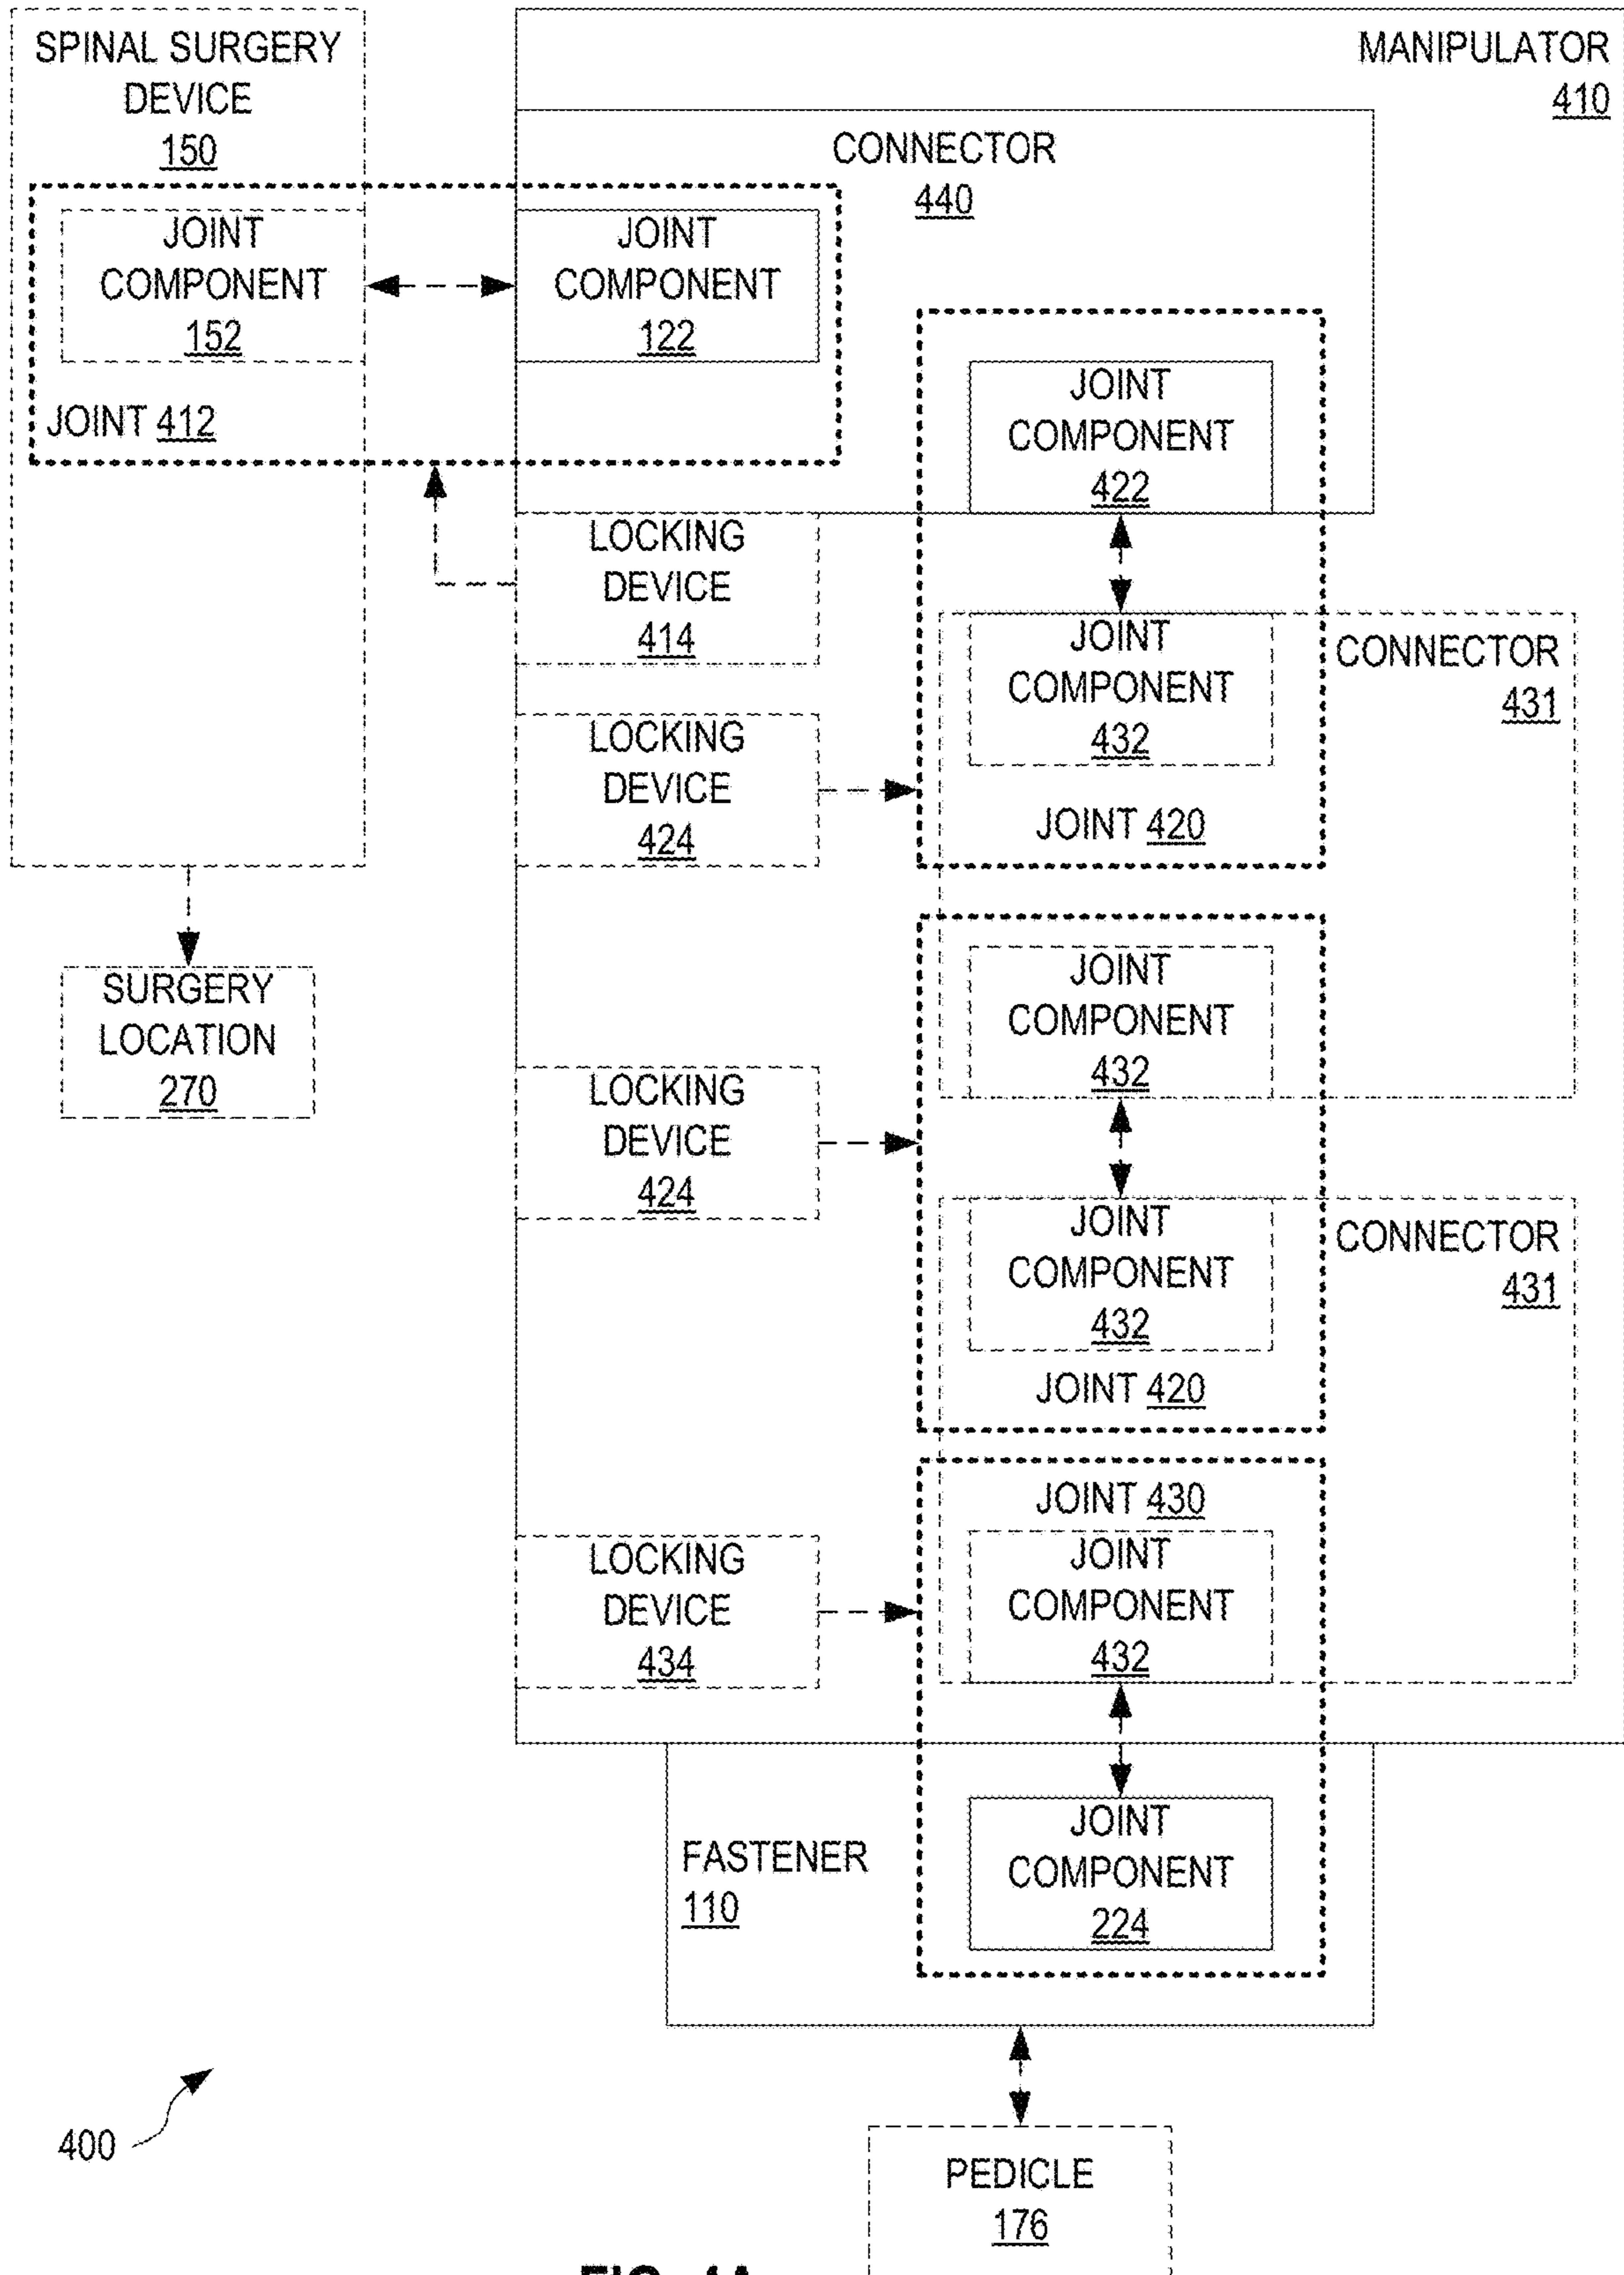 SPINAL SURGERY
DEVICE
150
MANIPULATOR
410
CONNECTOR
440
JOINT
COMPONENT
152
JOINT
COMPONENT
122
JOINT 412
JOINT
COMPONENT
422
LOCKING
DEVICE
414
JOINT
COMPONENT
432
CONNECTOR
431
LOCKING
DEVICE
424
JOINT 420
SURGERY
LOCATION
270
JOINT
COMPONENT
432
LOCKING
DEVICE
424
JOINT
COMPONENT
432
CONNECTOR
431
JOINT 420
JOINT 430
LOCKING
DEVICE
434
JOINT
COMPONENT
432
FASTENER
110
JOINT
COMPONENT
224
400
PEDICLE
176
FIG. 4A